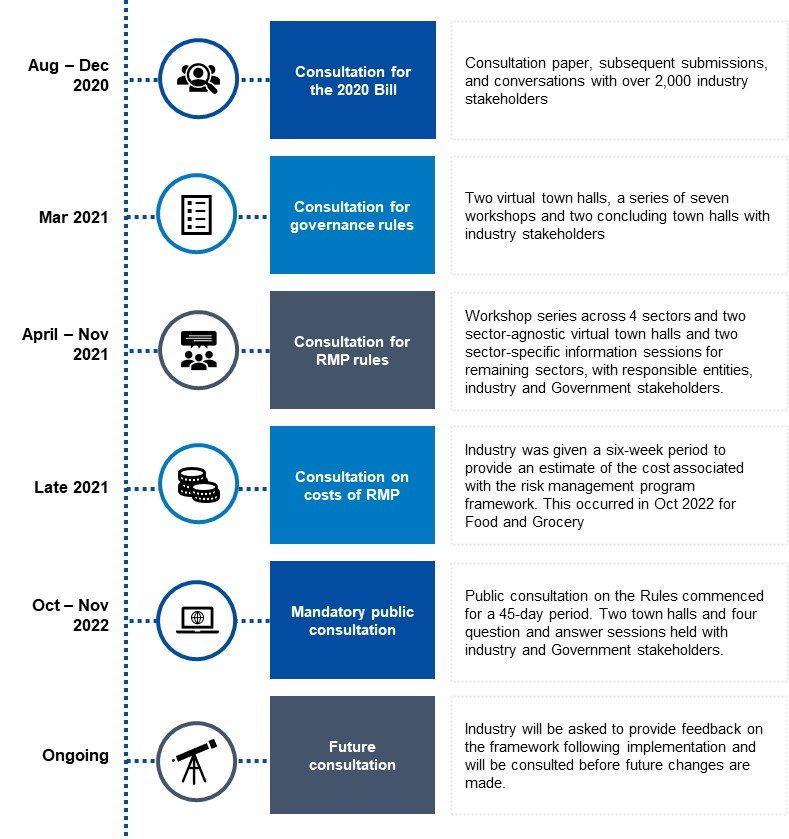 Aug – Dec
2020
Consultation for
the 2020 Bill
Consultation paper, subsequent submissions,
and conversations with over 2,000 industry
stakeholders
Mar 2021
Consultation for
governance rules
Two virtual town halls, a series of seven
workshops and two concluding town halls with
industry stakeholders
April – Nov
2021
Consultation for
RMP rules
Workshop series across 4 sectors and two
sector-agnostic virtual town halls and two
sector-specific information sessions for
remaining sectors, with responsible entities,
industry and Government stakeholders.
Late 2021
Consultation on
costs of RMP
Industry was given a six-week period to
provide an estimate of the cost associated
with the risk management program
framework. This occurred in Oct 2022 for
Food and Grocery
Oct – Nov
2022
Mandatory public
consultation
Public consultation on the Rules commenced
for a 45-day period. Two town halls and four
question and answer sessions held with
industry and Government stakeholders.
Ongoing
Future
consultation
Industry will be asked to provide feedback on
the framework following implementation and
will be consulted before future changes are
made.